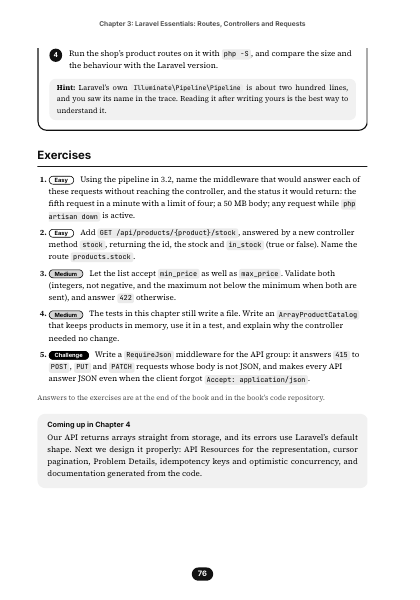 Chapter 3: Laravel Essentials: Routes, Controllers and Requests
4 Run the shop's product routes on it with php -S, and compare the size and
the behaviour with the Laravel version.
Hint: Laravel's own Illuminate\Pipeline\Pipeline is about two hundred lines,
and you saw its name in the trace. Reading it after writing yours is the best way to
understand it.
Exercises
1. Easy Using the pipeline in 3.2, name the middleware that would answer each of
these requests without reaching the controller, and the status it would return: the
fifth request in a minute with a limit of four; a 50 MB body; any request while php
artisan down is active.
2. Easy Add GET /api/products/{product}/stock, answered by a new controller
method stock, returning the id, the stock and in_stock (true or false). Name the
route products.stock.
3. Medium Let the list accept min_price as well as max_price. Validate both
(integers, not negative, and the maximum not below the minimum when both are
sent), and answer 422 otherwise.
4. Medium The tests in this chapter still write a file. Write an ArrayProductCatalog
that keeps products in memory, use it in a test, and explain why the controller
needed no change.
5. Challenge Write a RequireJson middleware for the API group: it answers 415 to
POST, PUT and PATCH requests whose body is not JSON, and makes every API
answer JSON even when the client forgot Accept: application/json.
Answers to the exercises are at the end of the book and in the book's code repository.
Coming up in Chapter 4
Our API returns arrays straight from storage, and its errors use Laravel's default
shape. Next we design it properly: API Resources for the representation, cursor
pagination, Problem Details, idempotency keys and optimistic concurrency, and
documentation generated from the code.
76